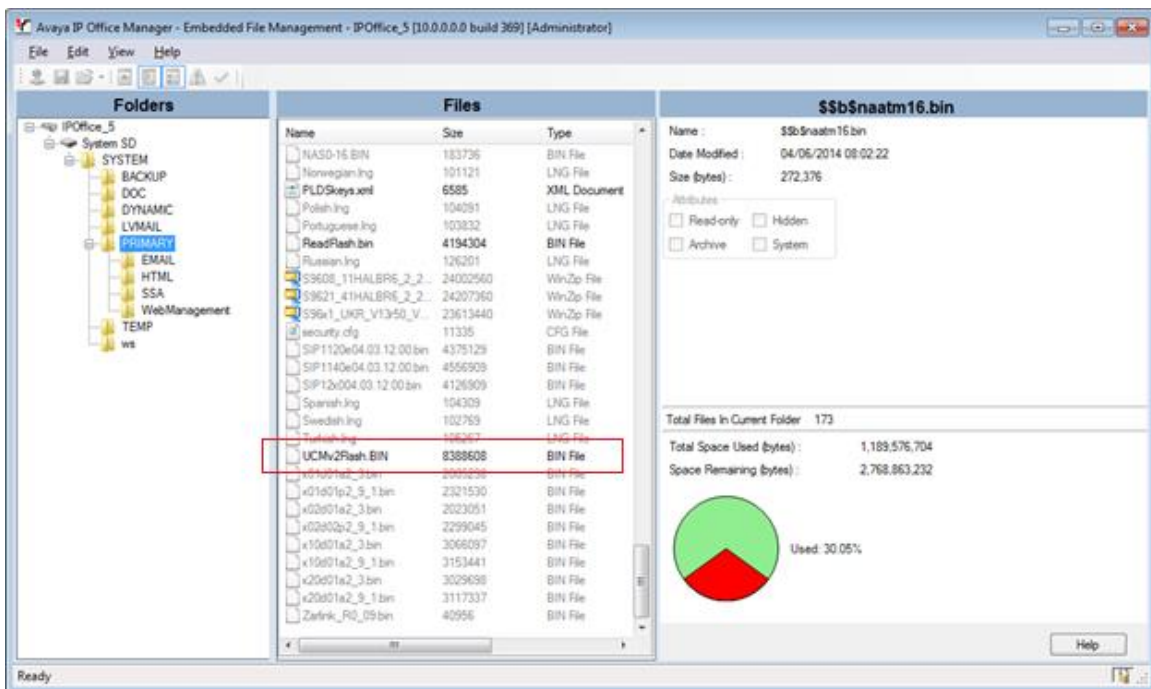 Avaya IP Office Manager - Embedded File Management - IPOffice_5 [10.0.0.0.0 build 369] [Administrator]
File Edit View Help
Folders
IPOffice_5
System SD
SYSTEM
BACKUP
DOC
DYNAMIC
LVMAIL
PRIMARY
EMAIL
HTML
SSA
WebManagement
TEMP
ws
Files
Name Size Type
NAS0-16.BIN 183736 BIN File
Norwegian.lng 101121 LNG File
PLDSkeys.xml 6585 XML Document
Polish.lng 104091 LNG File
Portuguese.lng 103832 LNG File
ReadFlash.bin 4194304 BIN File
Russian.lng 126201 LNG File
S9608_11HALBR6_2_2... 24002560 WinZip File
S9621_41HALBR6_2_2... 24207360 WinZip File
S96x1_UKR_V13r50_V... 23613440 WinZip File
security.cfg 11335 CFG File
SIP1120e04.03.12.00.bin 4375129 BIN File
SIP1140e04.03.12.00.bin 4556909 BIN File
SIP12x004.03.12.00.bin 4126909 BIN File
Spanish.lng 104309 LNG File
Swedish.lng 102769 LNG File
Turkish.lng 106267 LNG File
UCMv2Flash.BIN 8388608 BIN File
x01d01a2_3.bin BIN File
x01d01p2_9_1.bin 2321530 BIN File
x02d01a2_3.bin 2023051 BIN File
x02d02p2_9_1.bin 2299045 BIN File
x10d01a2_3.bin 3066097 BIN File
x10d01a2_9_1.bin 3153441 BIN File
x20d01a2_3.bin 3029698 BIN File
x20d01a2_9_1.bin 3117337 BIN File
Zarlink_R0_09.bin 40956 BIN File
$$b$naatm16.bin
Name : $$b$naatm16.bin
Date Modified : 04/06/2014 08:02:22
Size (bytes) : 272,376
Attributes
Read-only Hidden
Archive System
Total Files In Current Folder 173
Total Space Used (bytes) : 1,189,576,704
Space Remaining (bytes) : 2,768,863,232
Used: 30.05%
Help
Ready